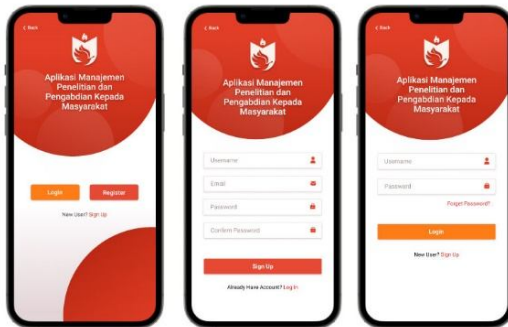 < Back
Aplikasi Manajemen
Penelitian dan
Pengabdian Kepada
Masyarakat
Login
Register
New User? Sign Up
< Back
Aplikasi Manajemen
Penelitian dan
Pengabdian Kepada
Masyarakat
Username
Email
Password
Confirm Password
Sign Up
Already Have Account? Log In
< Back
Aplikasi Manajemen
Penelitian dan
Pengabdian Kepada
Masyarakat
Username
Password
Forgot Password?
Login
New User? Sign Up